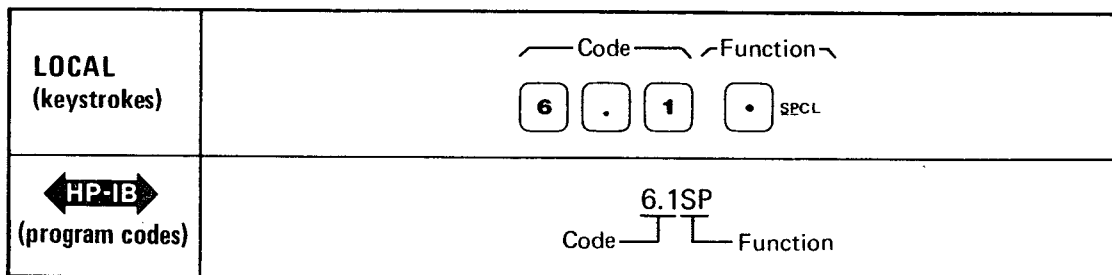 LOCAL
(keystrokes)
Code Function
6 . 1 • SPCL
HP-IB
(program codes)
6.1SP
Code Function